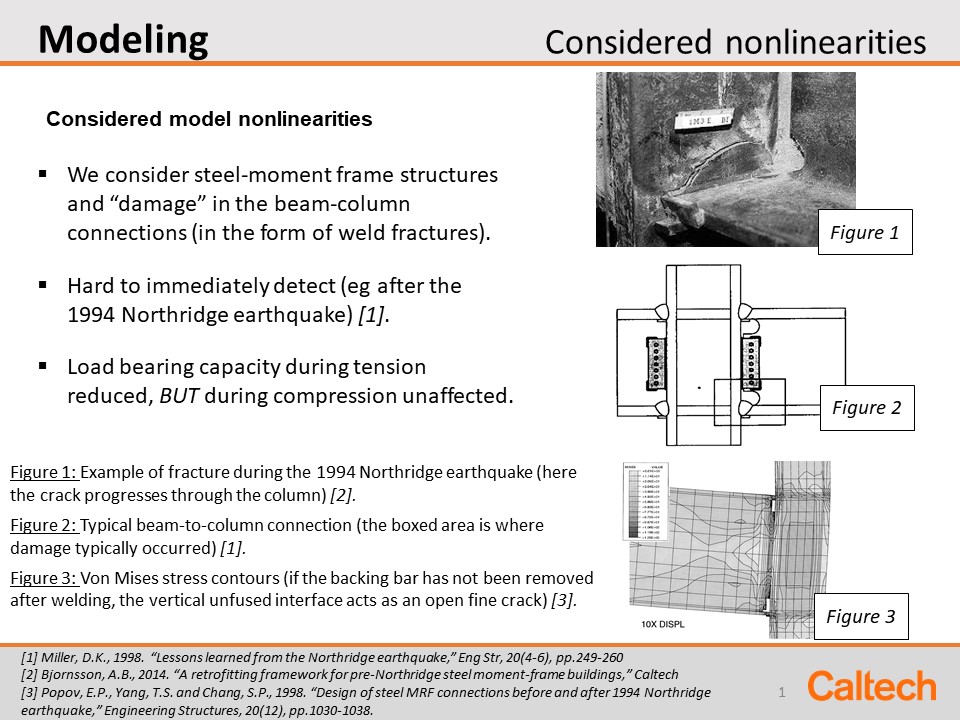 Modeling
Considered nonlinearities
Considered model nonlinearities
▪ We consider steel-moment frame structures
and “damage” in the beam-column
connections (in the form of weld fractures).
▪ Hard to immediately detect (eg after the
1994 Northridge earthquake) [1].
▪ Load bearing capacity during tension
reduced, BUT during compression unaffected.
Figure 1
Figure 2
VALUE
10X DISPL
Figure 3
Figure 1: Example of fracture during the 1994 Northridge earthquake (here
the crack progresses through the column) [2].
Figure 2: Typical beam-to-column connection (the boxed area is where
damage typically occurred) [1].
Figure 3: Von Mises stress contours (if the backing bar has not been removed
after welding, the vertical unfused interface acts as an open fine crack) [3].
[1] Miller, D.K., 1998. “Lessons learned from the Northridge earthquake,” Eng Str, 20(4-6), pp.249-260
[2] Bjornsson, A.B., 2014. “A retrofitting framework for pre-Northridge steel moment-frame buildings,” Caltech
[3] Popov, E.P., Yang, T.S. and Chang, S.P., 1998. “Design of steel MRF connections before and after 1994 Northridge
earthquake,” Engineering Structures, 20(12), pp.1030-1038.
1
Caltech